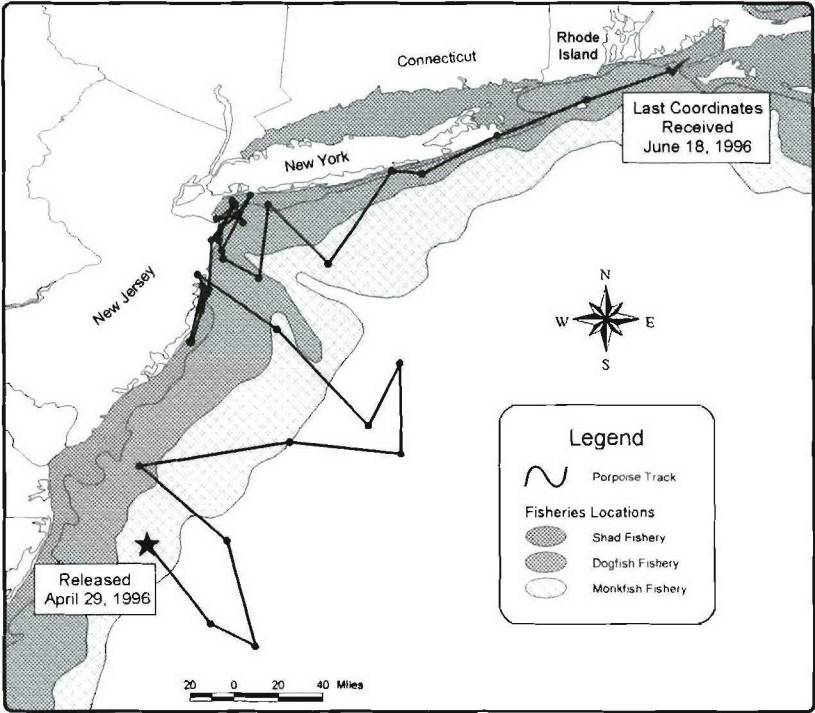 Rhode
Island
Connecticut
Last Coordinates
Received
June 18, 1996
New York
New Jersey
N
W E
S
Legend
Porpoise Track
Fisheries Locations
Shad Fishery
Dogfish Fishery
Monkfish Fishery
Released
April 29, 1996
20 0 20 40 Miles